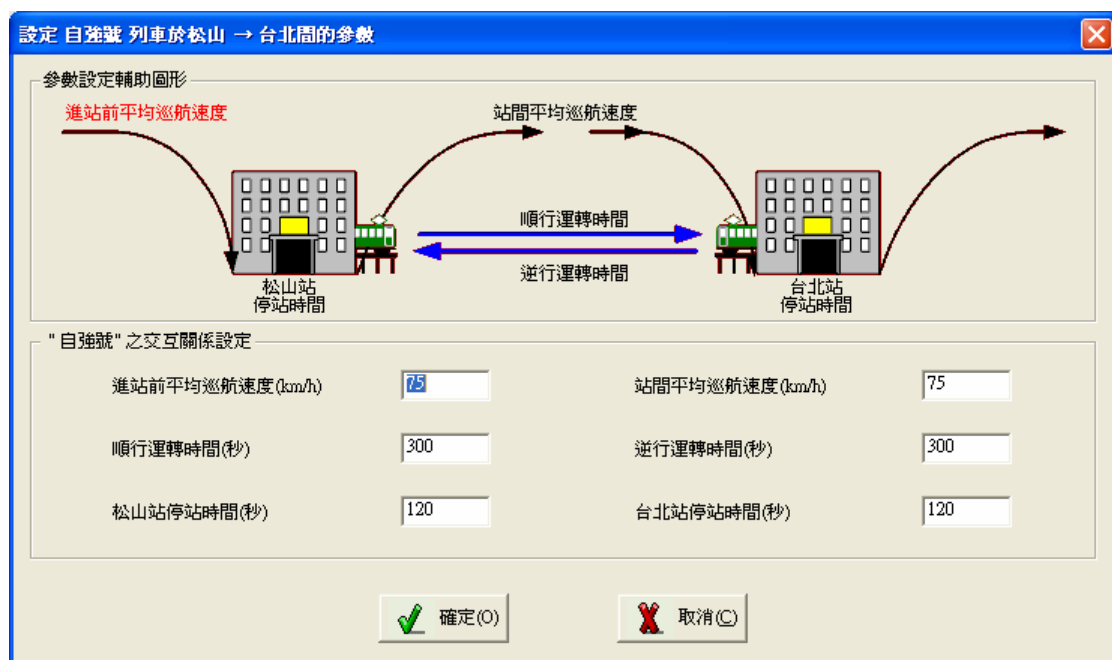 設定 自強號 列車於松山 → 台北間的參數
參數設定輔助圖形
進站前平均巡航速度
站間平均巡航速度
順行運轉時間
逆行運轉時間
松山站
停站時間
台北站
停站時間
"自強號"之交互關係設定
進站前平均巡航速度(km/h) 75 站間平均巡航速度(km/h) 75
順行運轉時間(秒) 300 逆行運轉時間(秒) 300
松山站停站時間(秒) 120 台北站停站時間(秒) 120
確定(O) 取消(C)